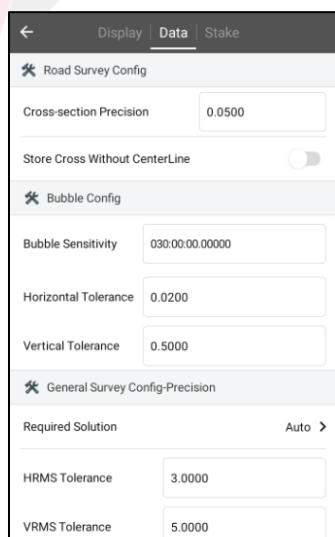 Display | Data | Stake
Road Survey Config
Cross-section Precision 0.0500
Store Cross Without CenterLine
Bubble Config
Bubble Sensitivity 030:00:00.00000
Horizontal Tolerance 0.0200
Vertical Tolerance 0.5000
General Survey Config-Precision
Required Solution Auto >
HRMS Tolerance 3.0000
VRMS Tolerance 5.0000